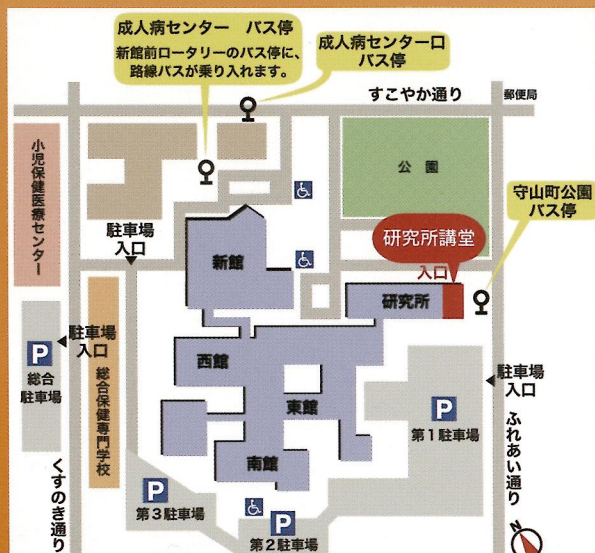 成人病センター バス停
新館前ロータリーのバス停に、
路線バスが乗り入れます。
成人病センター口
バス停
すこやか通り
郵便局
小児保健医療センター
公園
守山町公園
バス停
駐車場
入口
研究所講堂
新館
入口
研究所
駐車場
入口
P
総合
駐車場
総合保健専門学校
西館
東館
駐車場
入口
P
第1駐車場
ふれあい通り
くすのき通り
南館
P
第3駐車場
P
第2駐車場
N